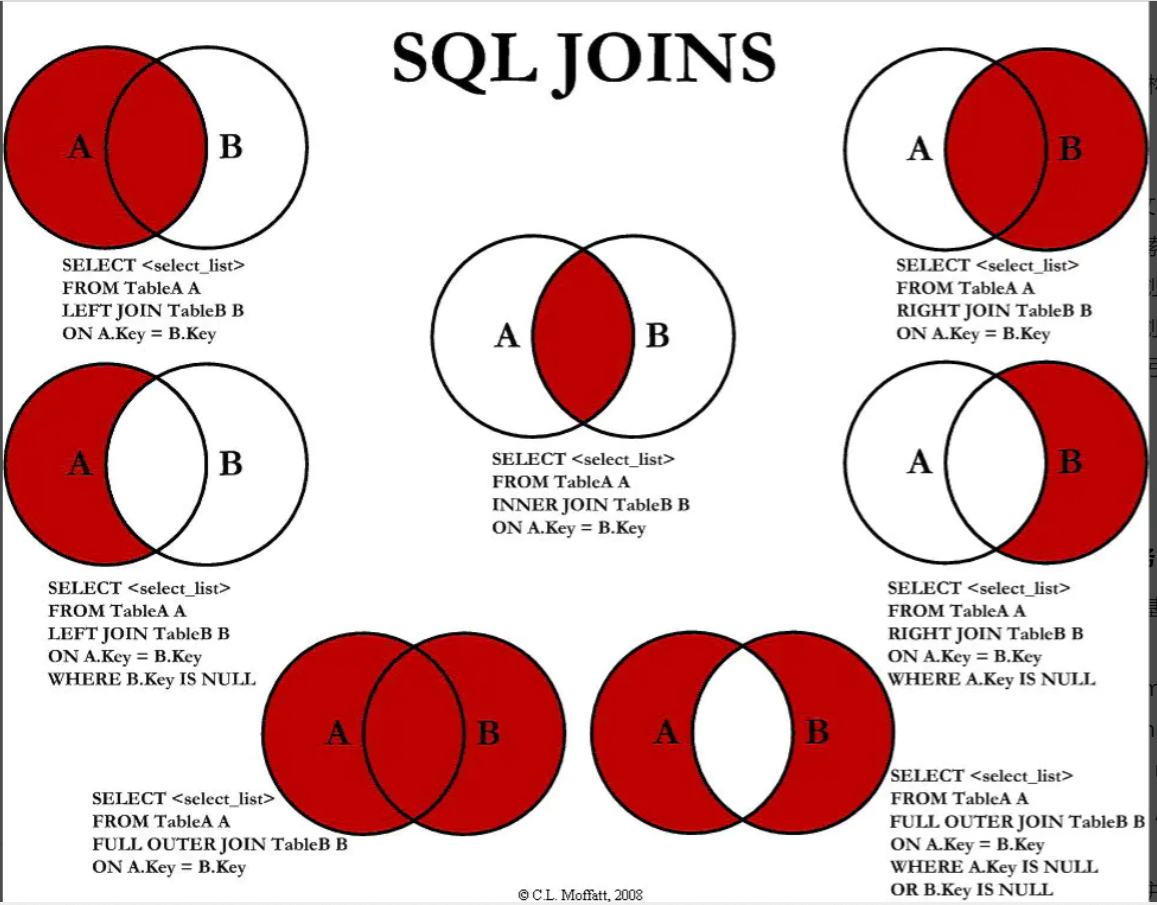 SQL JOINS
A
B
SELECT <select_list>
FROM TableA A
LEFT JOIN TableB B
ON A.Key = B.Key
A
B
SELECT <select_list>
FROM TableA A
RIGHT JOIN TableB B
ON A.Key = B.Key
A
B
SELECT <select_list>
FROM TableA A
INNER JOIN TableB B
ON A.Key = B.Key
A
B
SELECT <select_list>
FROM TableA A
LEFT JOIN TableB B
ON A.Key = B.Key
WHERE B.Key IS NULL
A
B
SELECT <select_list>
FROM TableA A
RIGHT JOIN TableB B
ON A.Key = B.Key
WHERE A.Key IS NULL
A
B
SELECT <select_list>
FROM TableA A
FULL OUTER JOIN TableB B
ON A.Key = B.Key
A
B
SELECT <select_list>
FROM TableA A
FULL OUTER JOIN TableB B
ON A.Key = B.Key
WHERE A.Key IS NULL
OR B.Key IS NULL
© C.L. Moffatt, 2008